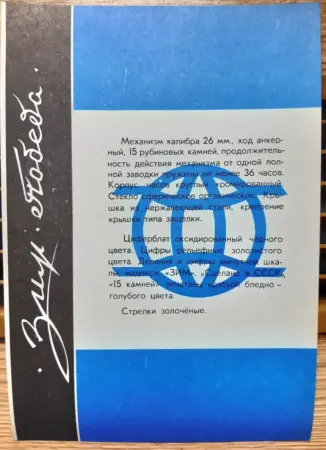 Зим. Победа.
Механизм калибра 26 мм., ход анкер-
ный, 15 рубиновых камней, продолжитель-
ность действия механизма от одной пол-
ной заводки пружины не менее 36 часов.
Корпус часов круглый хромированный.
Стекло сферическое органическое. Кры-
шка из нержавеющей стали, крепление
крышки типа защелки.
Циферблат оксидированный черного
цвета. Цифры рельефные золотистого
цвета. Деления и цифры минутной шка-
лы, надписи «ЗИМ», «Сделано в СССР»,
«15 камней» печатаны краской бледно-
голубого цвета.
Стрелки золочёные.